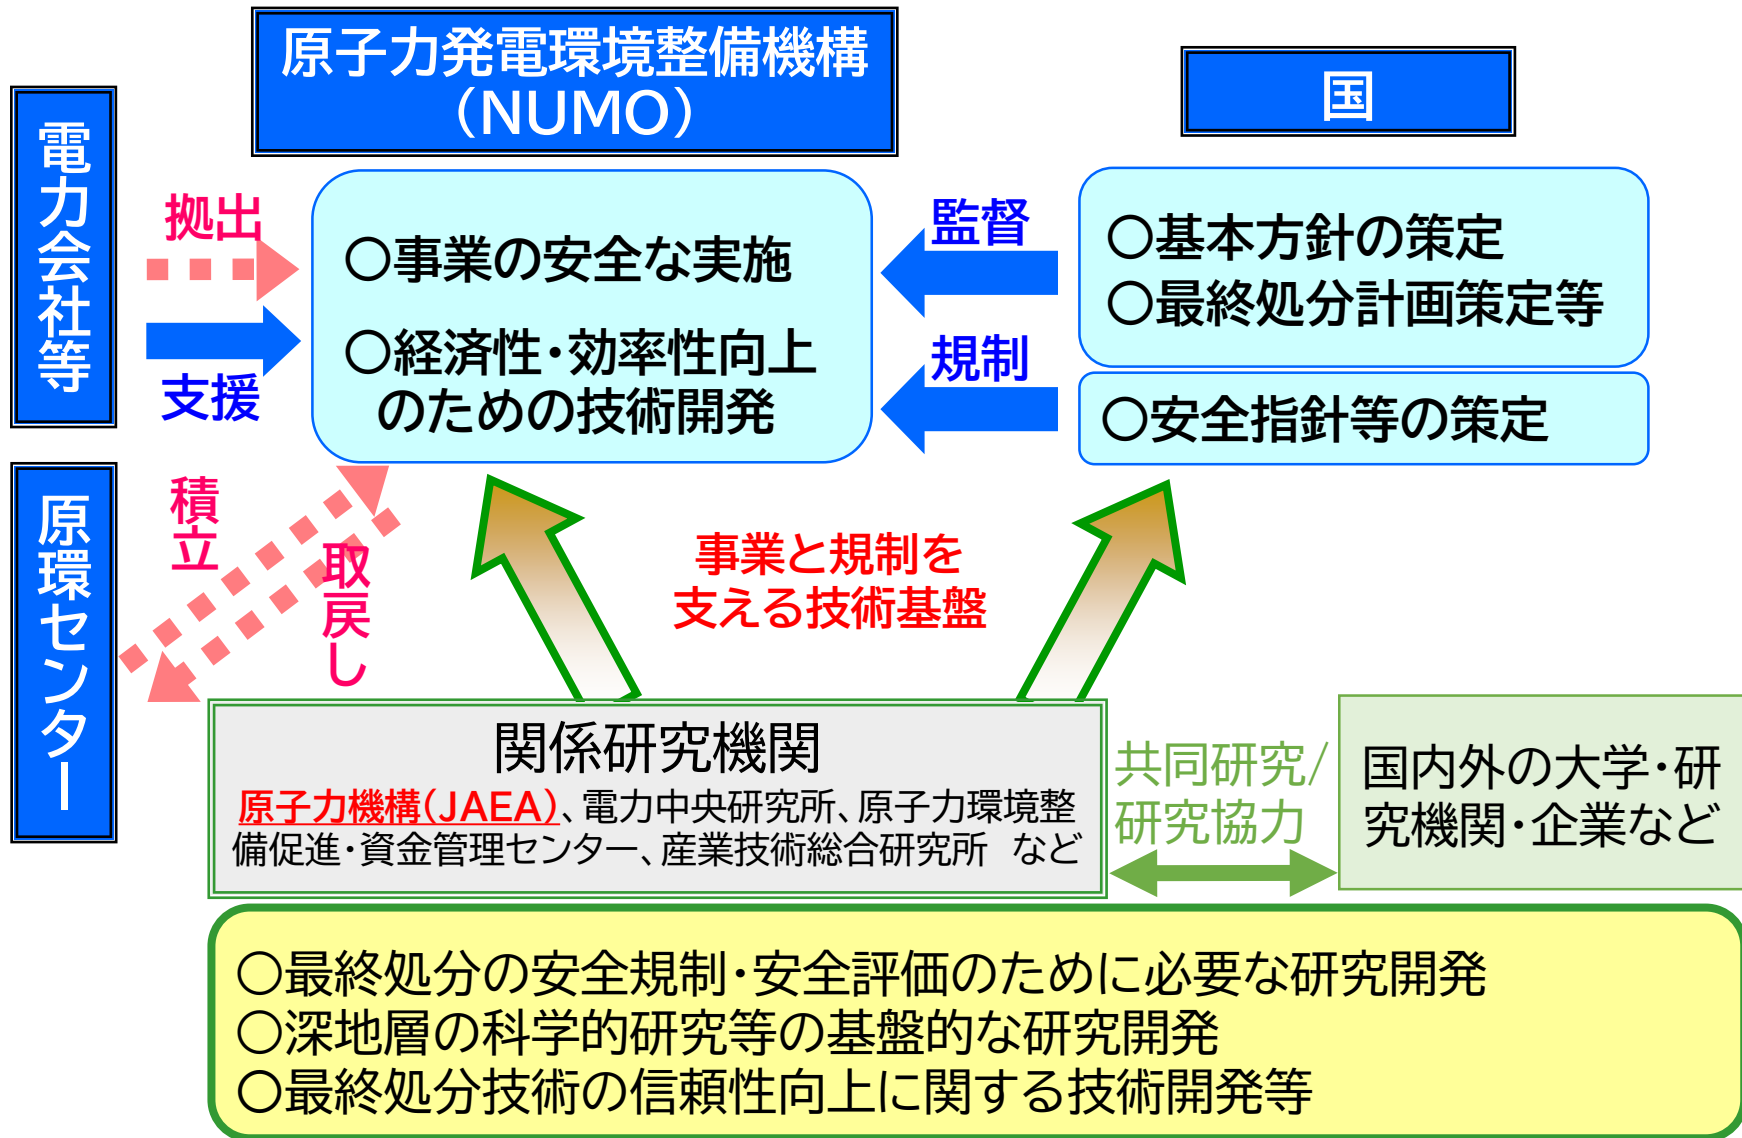 原子力発電環境整備機構
（NUMO）
国
電力会社等
拠出
支援
○事業の安全な実施
○経済性・効率性向上
のための技術開発
監督
規制
○基本方針の策定
○最終処分計画策定等
○安全指針等の策定
原環センター
積立
取戻し
事業と規制を
支える技術基盤
関係研究機関
原子力機構(JAEA)、電力中央研究所、原子力環境整
備促進・資金管理センター、産業技術総合研究所　など
共同研究/
研究協力
国内外の大学・研
究機関・企業など
○最終処分の安全規制・安全評価のために必要な研究開発
○深地層の科学的研究等の基盤的な研究開発
○最終処分技術の信頼性向上に関する技術開発等